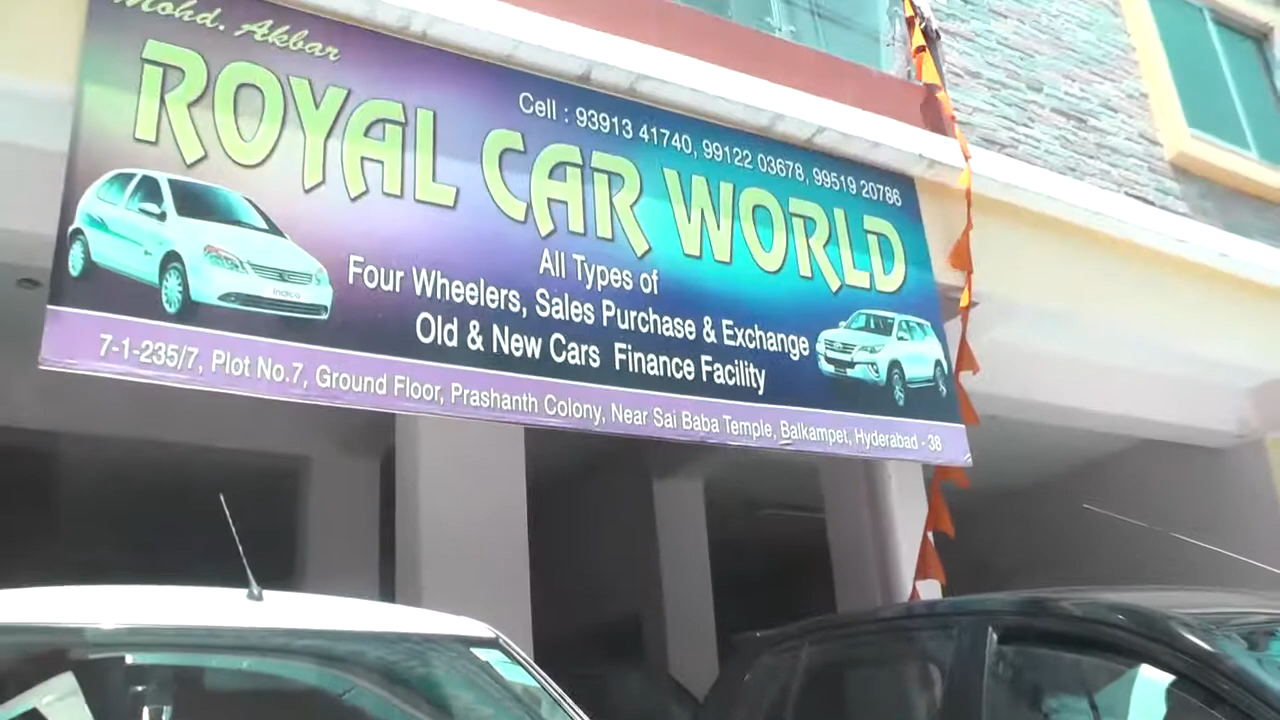 Mohd. Akbar
Cell : 93913 41740, 99122 03678, 99519 20786
ROYAL CAR WORLD
All Types of
Four Wheelers, Sales Purchase & Exchange
Old & New Cars Finance Facility
Indica
7-1-235/7, Plot No.7, Ground Floor, Prashanth Colony, Near Sai Baba Temple, Balkampet, Hyderabad - 38